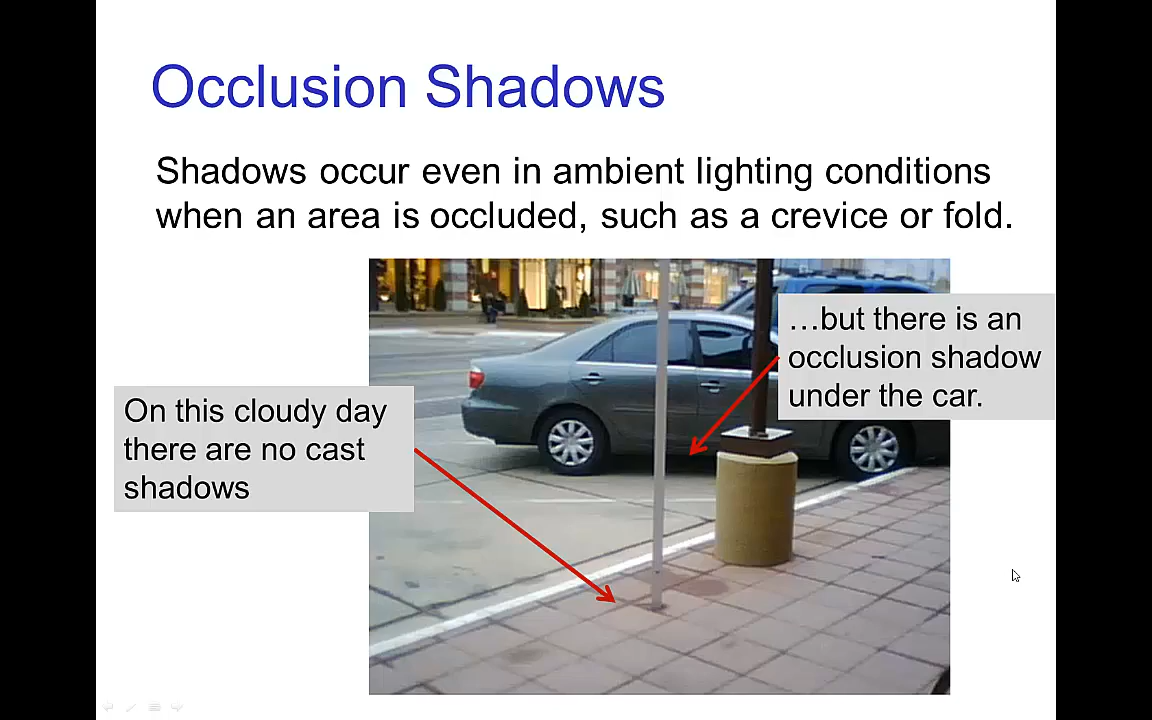 Occlusion Shadows
Shadows occur even in ambient lighting conditions
when an area is occluded, such as a crevice or fold.
…but there is an
occlusion shadow
under the car.
On this cloudy day
there are no cast
shadows